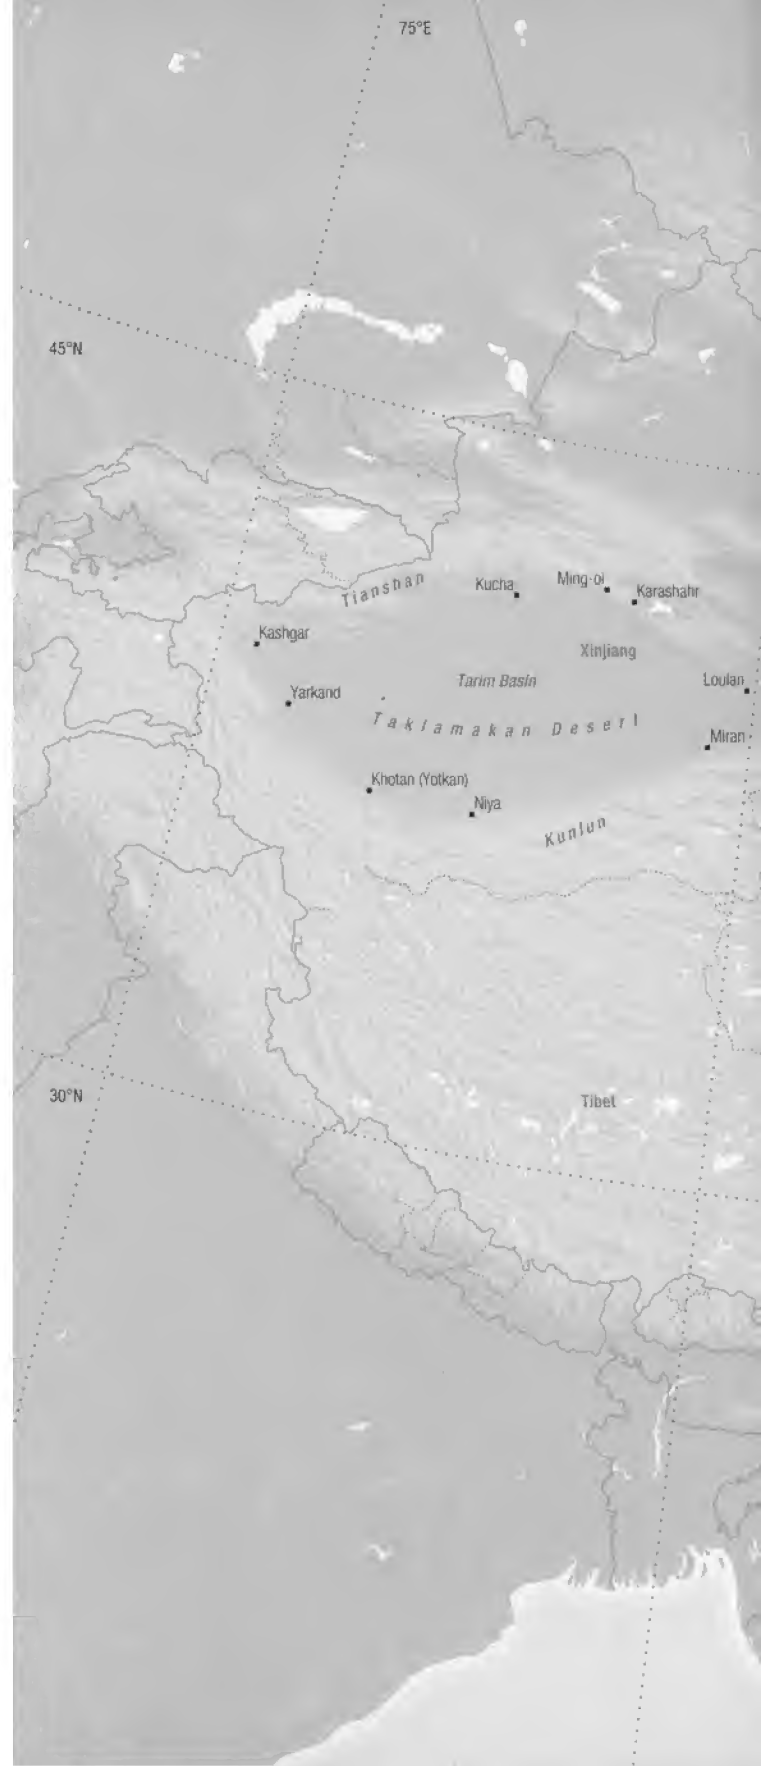 75°E
45°N
Tianshan
Kucha
Ming-oi
Karashahr
Kashgar
Xinjiang
Tarim Basin
Loulan
Yarkand
Taklamakan Desert
Miran
Khotan (Yotkan)
Niya
Kunlun
30°N
Tibet